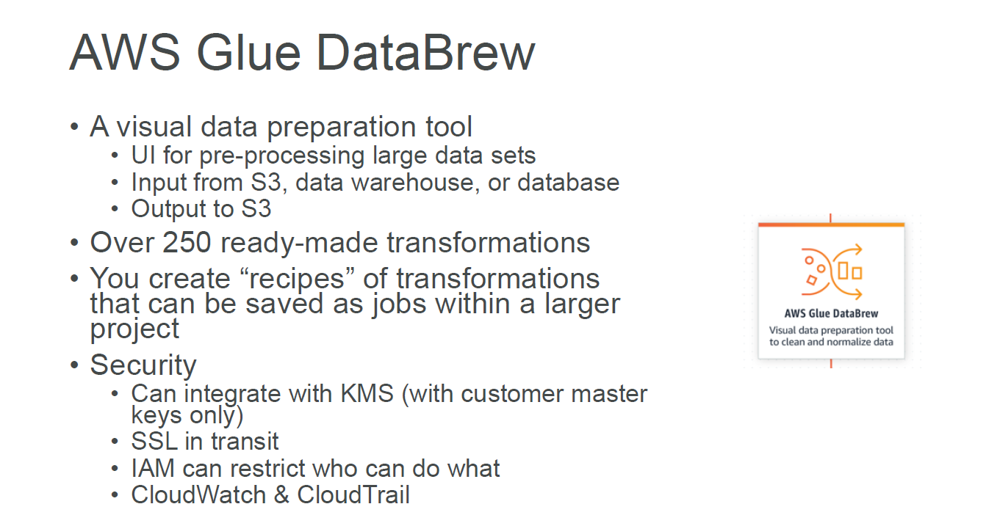 AWS Glue DataBrew
• A visual data preparation tool
• UI for pre-processing large data sets
• Input from S3, data warehouse, or database
• Output to S3
• Over 250 ready-made transformations
• You create “recipes” of transformations
that can be saved as jobs within a larger
project
• Security
• Can integrate with KMS (with customer master
keys only)
• SSL in transit
• IAM can restrict who can do what
• CloudWatch & CloudTrail
AWS Glue DataBrew
Visual data preparation tool
to clean and normalize data